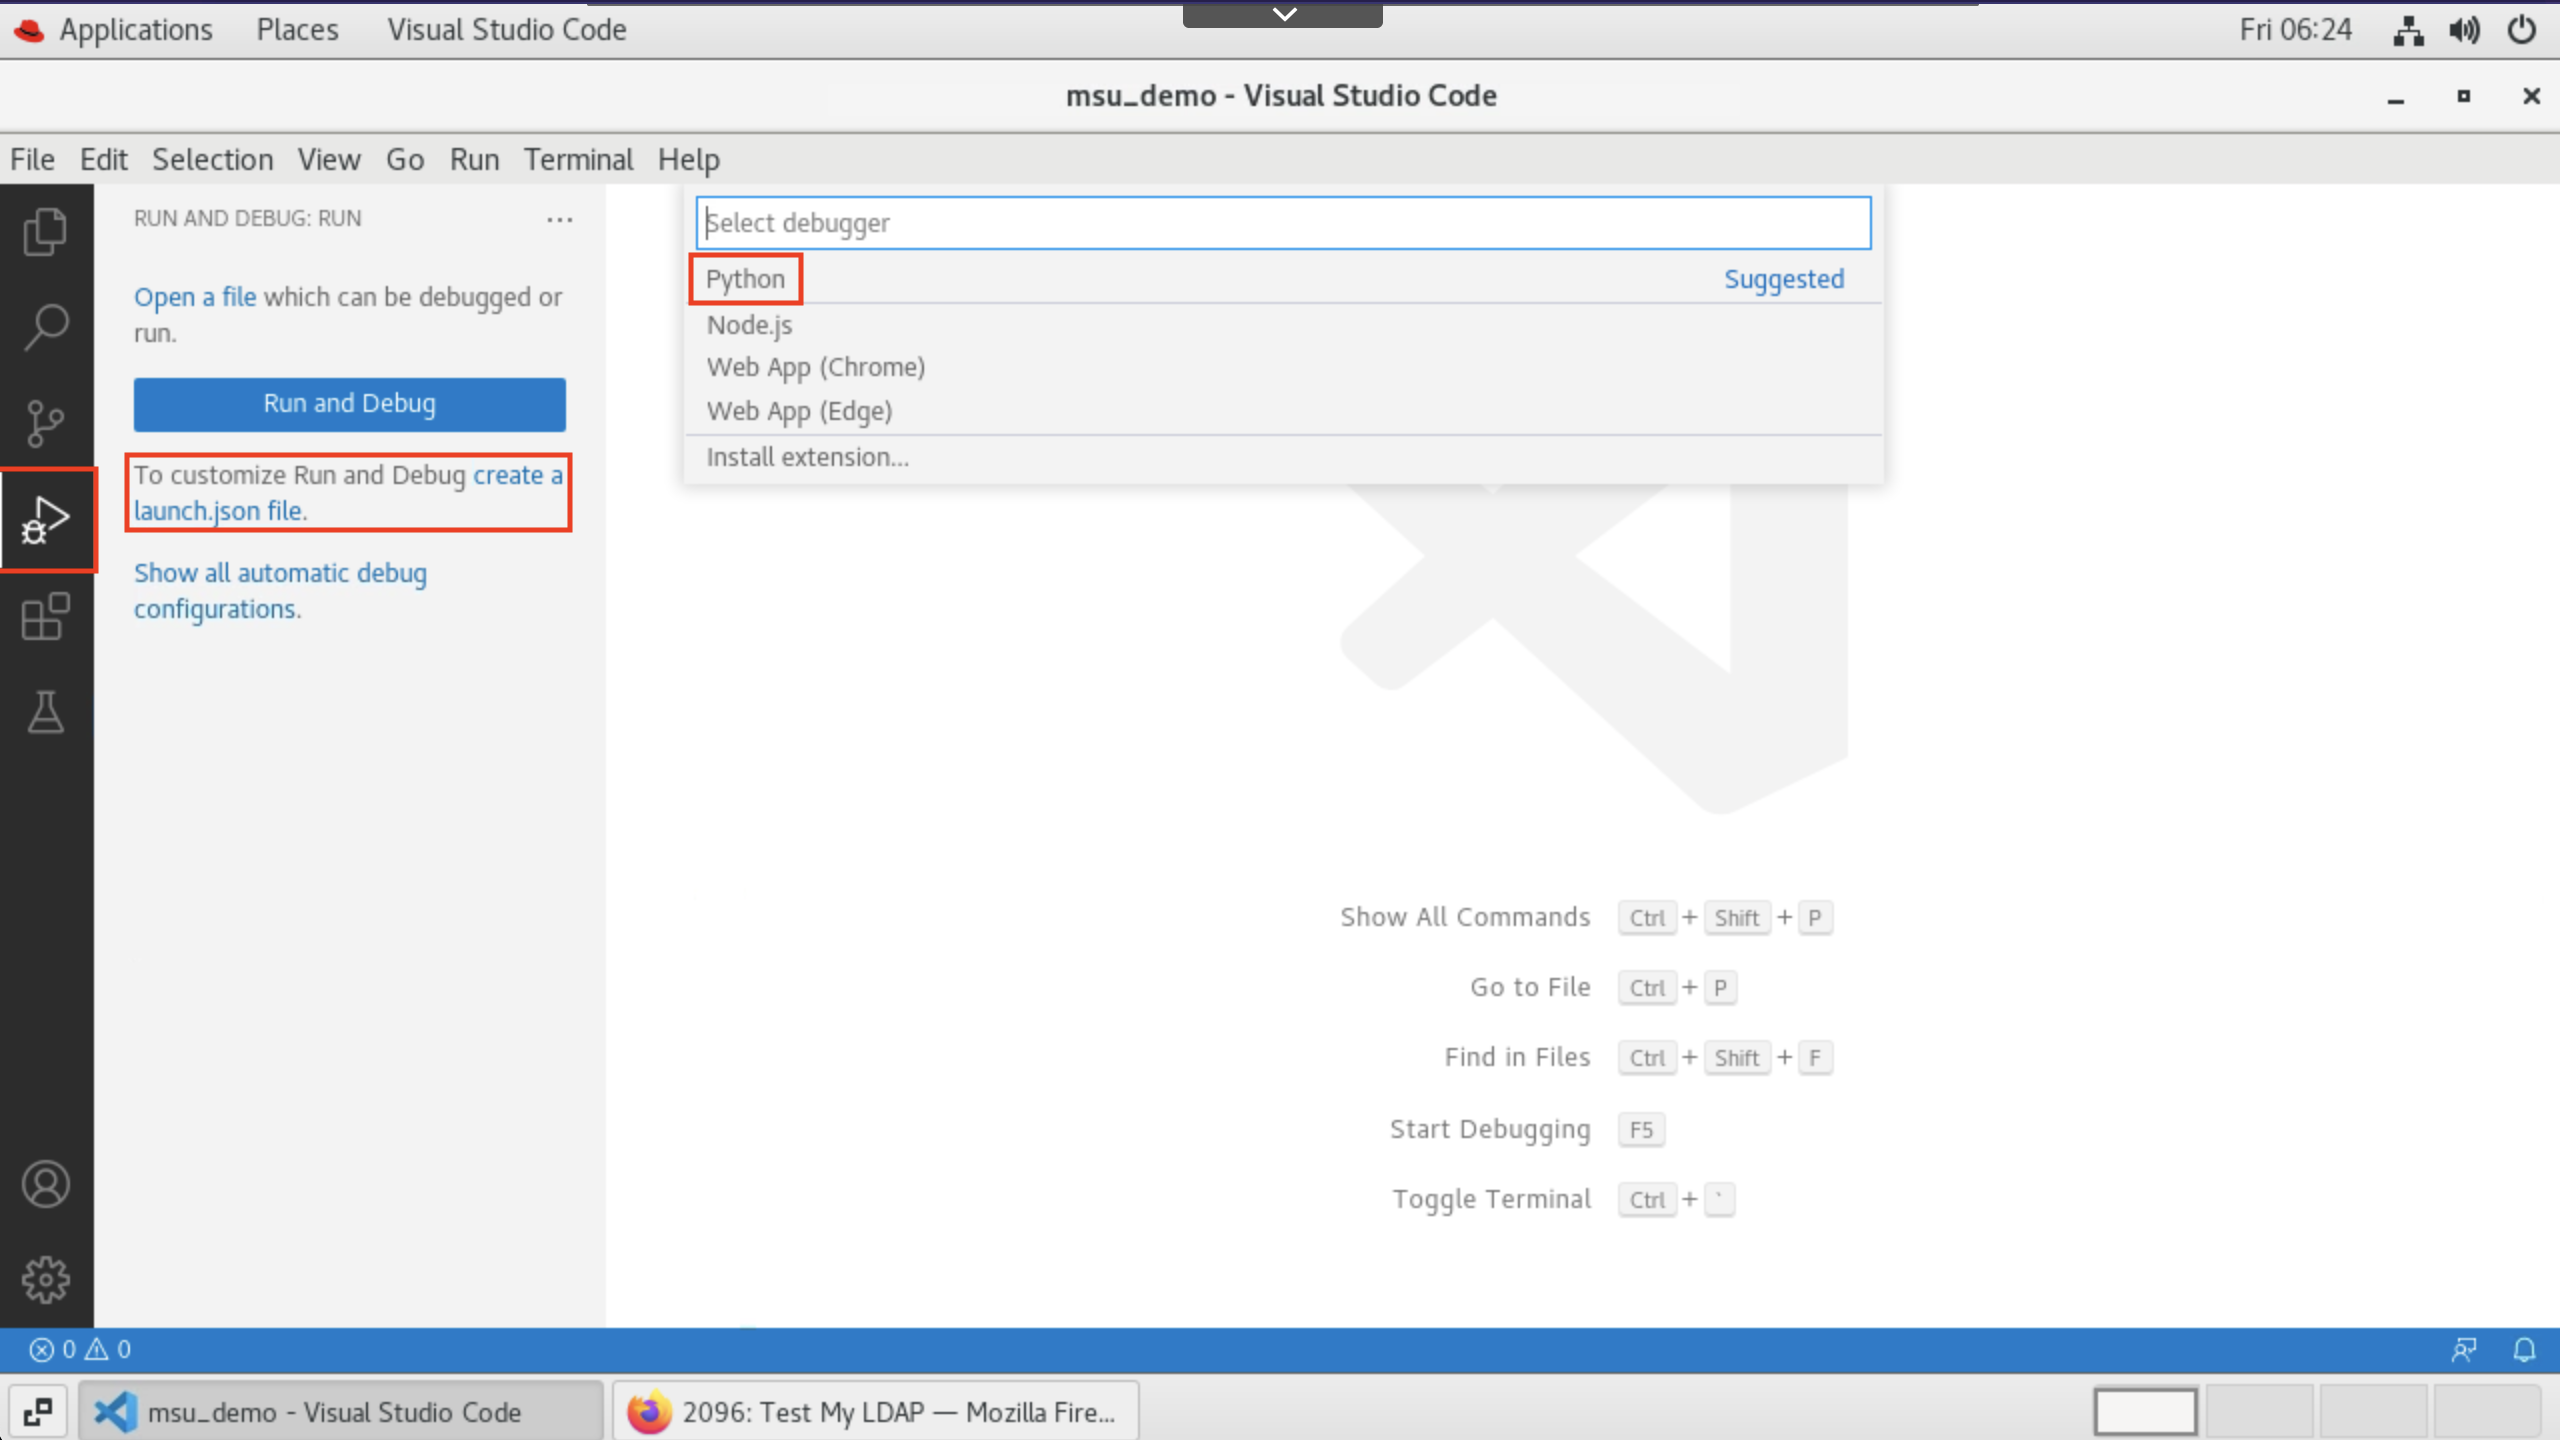 Applications Places Visual Studio Code Fri 06:24
msu_demo - Visual Studio Code
File Edit Selection View Go Run Terminal Help
RUN AND DEBUG: RUN
Open a file which can be debugged or
run.
Run and Debug
To customize Run and Debug create a
launch.json file.
Show all automatic debug
configurations.
Select debugger
Python Suggested
Node.js
Web App (Chrome)
Web App (Edge)
Install extension...
Show All Commands Ctrl + Shift + P
Go to File Ctrl + P
Find in Files Ctrl + Shift + F
Start Debugging F5
Toggle Terminal Ctrl + `
0 0
msu_demo - Visual Studio Code 2096: Test My LDAP — Mozilla Fire...